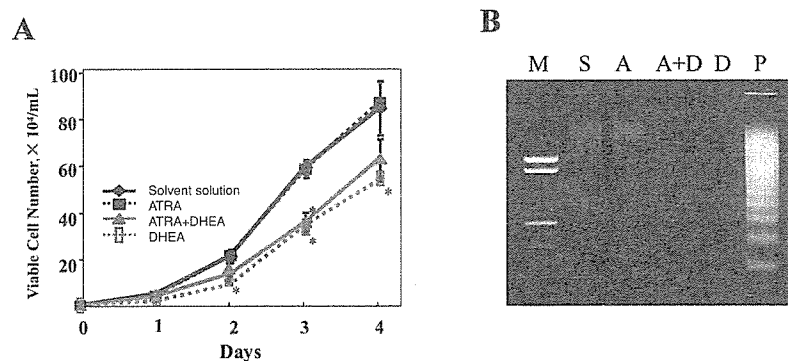 A
Viable Cell Number, × 10⁴/mL
100
80
60
40
20
Solvent solution
ATRA
ATRA+DHEA
DHEA
*
*
*
*
0 1 2 3 4
Days
B
M S A A+D D P